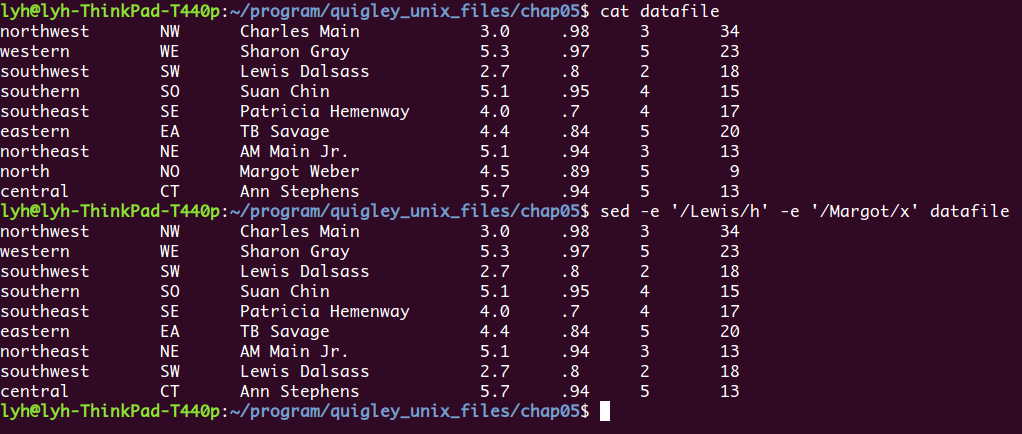 lyh@lyh-ThinkPad-T440p:~/program/quigley_unix_files/chap05$ cat datafile
northwest       NW      Charles Main            3.0     .98     3       34
western         WE      Sharon Gray             5.3     .97     5       23
southwest       SW      Lewis Dalsass           2.7     .8      2       18
southern        SO      Suan Chin               5.1     .95     4       15
southeast       SE      Patricia Hemenway       4.0     .7      4       17
eastern         EA      TB Savage               4.4     .84     5       20
northeast       NE      AM Main Jr.             5.1     .94     3       13
north           NO      Margot Weber            4.5     .89     5        9
central         CT      Ann Stephens            5.7     .94     5       13
lyh@lyh-ThinkPad-T440p:~/program/quigley_unix_files/chap05$ sed -e '/Lewis/h' -e '/Margot/x' datafile
northwest       NW      Charles Main            3.0     .98     3       34
western         WE      Sharon Gray             5.3     .97     5       23
southwest       SW      Lewis Dalsass           2.7     .8      2       18
southern        SO      Suan Chin               5.1     .95     4       15
southeast       SE      Patricia Hemenway       4.0     .7      4       17
eastern         EA      TB Savage               4.4     .84     5       20
northeast       NE      AM Main Jr.             5.1     .94     3       13
southwest       SW      Lewis Dalsass           2.7     .8      2       18
central         CT      Ann Stephens            5.7     .94     5       13
lyh@lyh-ThinkPad-T440p:~/program/quigley_unix_files/chap05$